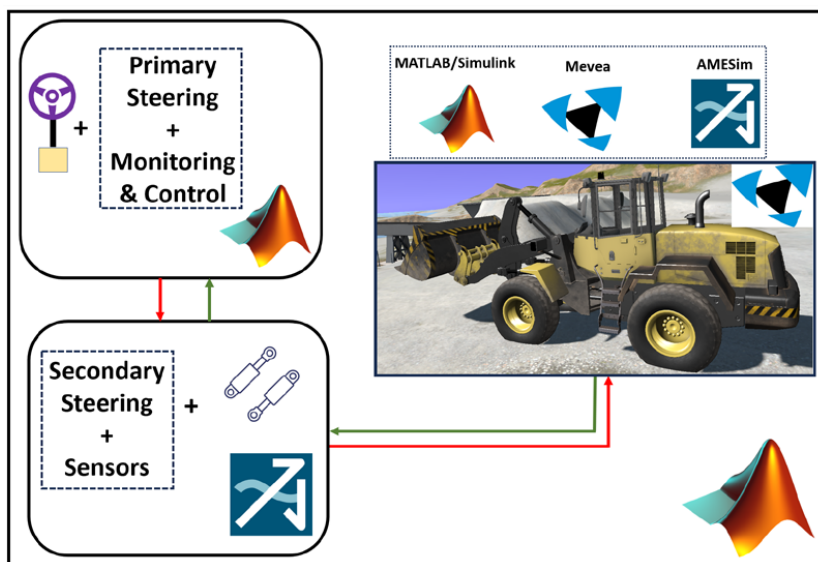 Primary
Steering
+
+
Monitoring
& Control
MATLAB/Simulink
Mevea
AMESim
Secondary
Steering
+
+
Sensors